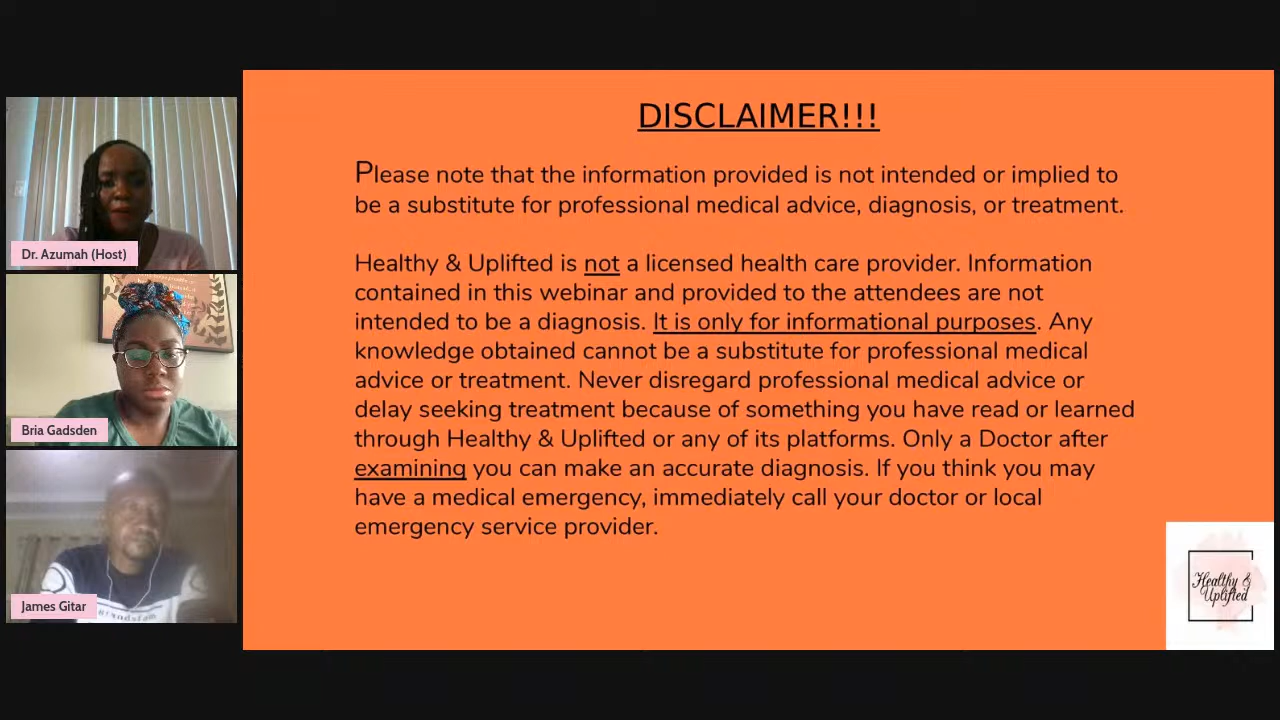 DISCLAIMER!!!
Please note that the information provided is not intended or implied to
be a substitute for professional medical advice, diagnosis, or treatment.
Healthy & Uplifted is not a licensed health care provider. Information
contained in this webinar and provided to the attendees are not
intended to be a diagnosis. It is only for informational purposes. Any
knowledge obtained cannot be a substitute for professional medical
advice or treatment. Never disregard professional medical advice or
delay seeking treatment because of something you have read or learned
through Healthy & Uplifted or any of its platforms. Only a Doctor after
examining you can make an accurate diagnosis. If you think you may
have a medical emergency, immediately call your doctor or local
emergency service provider.
Healthy &
Uplifted
Dr. Azumah (Host)
Bria Gadsden
James Gitar